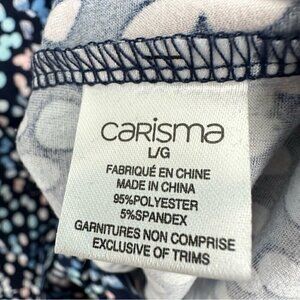 carisma
L/G
FABRIQUÉ EN CHINE
MADE IN CHINA
95%POLYESTER
5%SPANDEX
GARNITURES NON COMPRISE
EXCLUSIVE OF TRIMS